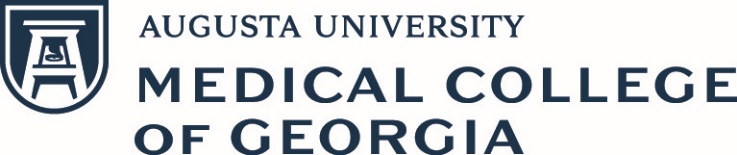 AUGUSTA UNIVERSITY
MEDICAL COLLEGE
OF GEORGIA